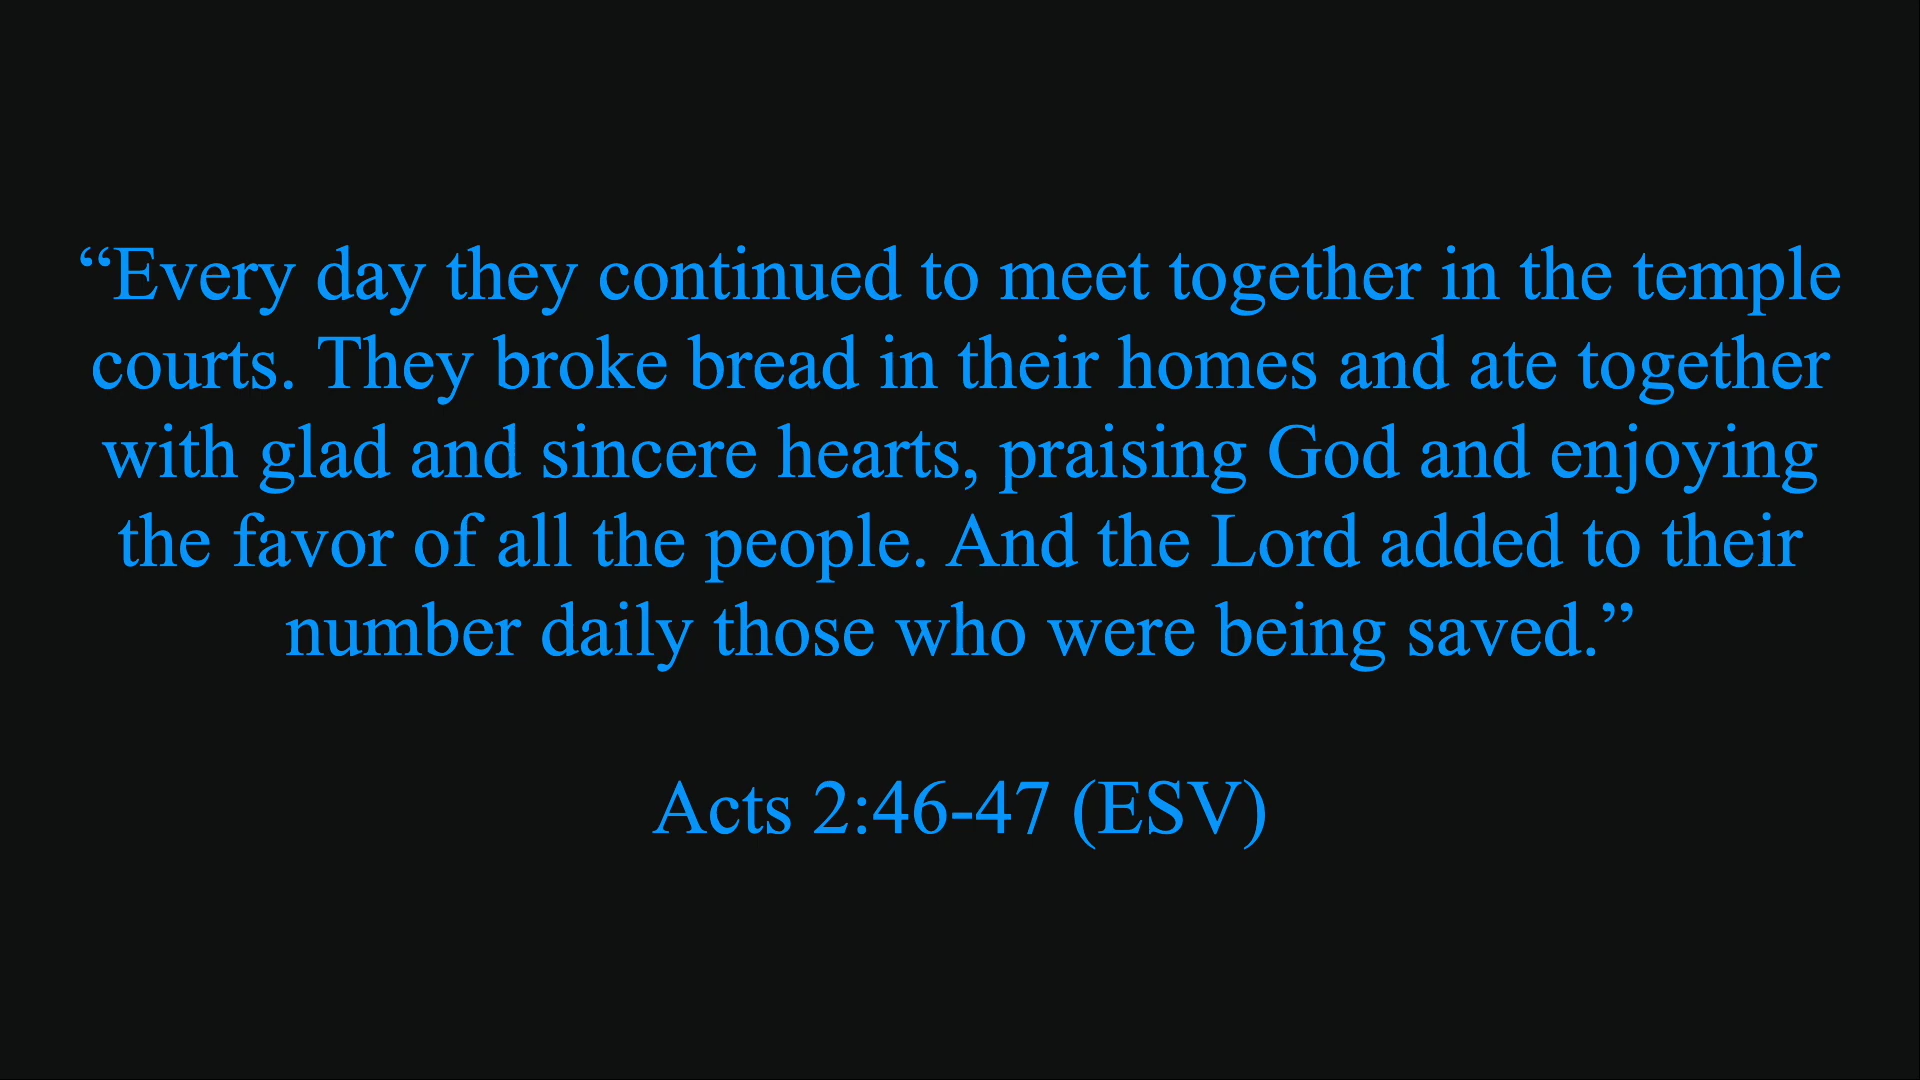 “Every day they continued to meet together in the temple
courts. They broke bread in their homes and ate together
with glad and sincere hearts, praising God and enjoying
the favor of all the people. And the Lord added to their
number daily those who were being saved.”
Acts 2:46-47 (ESV)